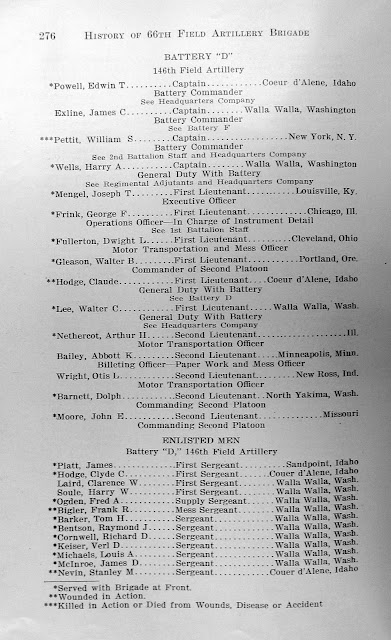 276 HISTORY OF 66TH FIELD ARTILLERY BRIGADE
BATTERY "D"
146th Field Artillery
*Powell, Edwin T..........Captain..........Coeur d'Alene, Idaho
Battery Commander
See Headquarters Company
Exline, James C..........Captain..........Walla Walla, Washington
Battery Commander
See Battery F
***Pettit, William S........Captain..................New York, N. Y.
Battery Commander
See 2nd Battalion Staff and Headquarters Company
*Wells, Harry A..........Captain........Walla Walla, Washington
General Duty With Battery
See Regimental Adjutants and Headquarters Company
*Mengel, Joseph T.........First Lieutenant..........Louisville, Ky.
Executive Officer
*Frink, George F..........First Lieutenant............Chicago, Ill.
Operations Officer—In Charge of Instrument Detail
See 1st Battalion Staff
*Fullerton, Dwight L......First Lieutenant.........Cleveland, Ohio
Motor Transportation and Mess Officer
*Gleason, Walter B........First Lieutenant...........Portland, Ore.
Commander of Second Platoon
**Hodge, Claude............First Lieutenant....Coeur d'Alene, Idaho
General Duty With Battery
See Battery D
*Lee, Walter C............First Lieutenant.....Walla Walla, Wash.
General Duty With Battery
See Headquarters Company
*Nethercot, Arthur H......Second Lieutenant....................Ill.
Motor Transportation Officer
Bailey, Abbott K.........Second Lieutenant.....Minneapolis, Minn.
Billeting Officer—Paper Work and Mess Officer
Wright, Otis L...........Second Lieutenant.........New Ross, Ind.
Motor Transportation Officer
*Barnett, Dolph...........Second Lieutenant..North Yakima, Wash.
Commanding Second Platoon
*Moore, John E............Second Lieutenant..............Missouri
Commanding Second Platoon
ENLISTED MEN
Battery "D," 146th Field Artillery
*Platt, James.............First Sergeant..........Sandpoint, Idaho
*Hodge, Clyde C...........First Sergeant......Couer d'Alene, Idaho
Laird, Clarence W........First Sergeant.......Walla Walla, Wash.
Soule, Harry W...........First Sergeant.......Walla Walla, Wash.
*Ogden, Fred A............Supply Sergeant......Walla Walla, Wash.
**Bigler, Frank R..........Mess Sergeant........Walla Walla, Wash.
*Barker, Tom H............Sergeant.............Walla Walla, Wash.
*Bentson, Raymond J.......Sergeant.............Walla Walla, Wash.
*Cornwell, Richard D......Sergeant.............Walla Walla, Wash.
*Keiser, Verl D...........Sergeant.............Walla Walla, Wash.
*Michaels, Louis A........Sergeant.............Walla Walla, Wash.
*McInroe, James D.........Sergeant.............Walla Walla, Wash.
**Nevin, Stanley M.........Sergeant............Couer d'Alene, Idaho
*Served with Brigade at Front.
**Wounded in Action.
***Killed in Action or Died from Wounds, Disease or Accident